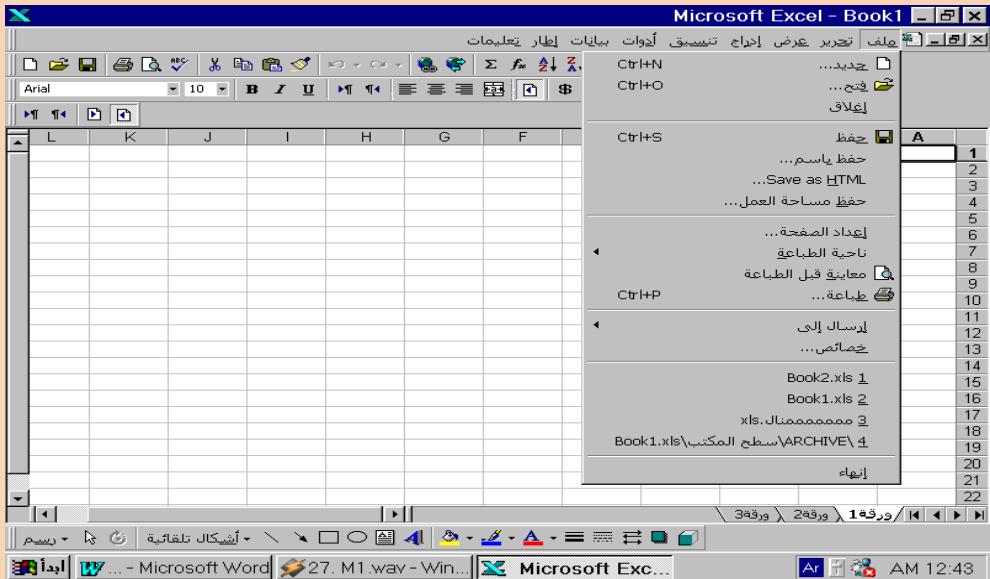 Microsoft Excel - Book1
ملف تحرير عرض إدراج تنسيق أدوات بيانات إطار تعليمات
Arial 10 B I U $
جديد... Ctrl+N
فتح... Ctrl+O
إغلاق
حفظ Ctrl+S
حفظ باسم...
Save as HTML...
حفظ مساحة العمل...
إعداد الصفحة...
ناحية الطباعة
معاينة قبل الطباعة
طباعة... Ctrl+P
إرسال إلى
خصائص...
1 Book2.xls
2 Book1.xls
3 ممممممممنال.xls
4 \ARCHIVE\سطح المكتب\Book1.xls
إنهاء
A F G H I J K L
1
2
3
4
5
6
7
8
9
10
11
12
13
14
15
16
17
18
19
20
21
22
ورقة1 ورقة2 ورقة3
رسم أشكال تلقائية
ابدأ ... - Microsoft Word 27. M1.wav - Win... Microsoft Exc... Ar AM 12:43